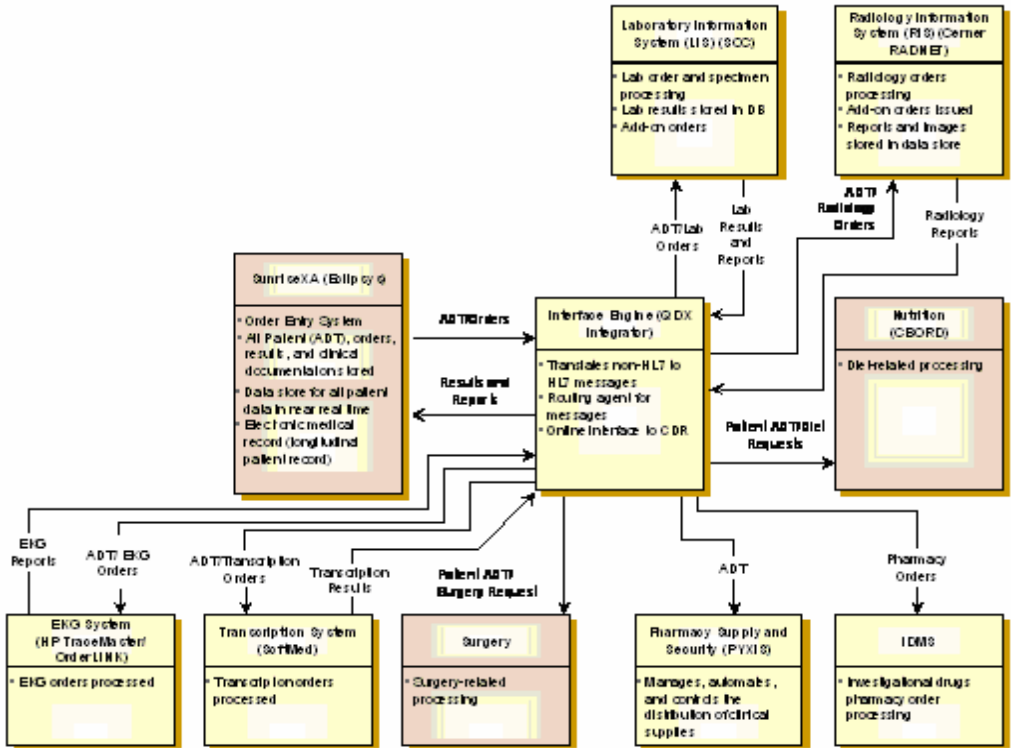 Laboratory Information
System (LIS) (SCC)
• Lab order and specimen
processing
• Lab results stored in DB
• Add-on orders
Radiology Information
System (RIS) (Cerner
RADNET)
• Radiology orders
processing
• Add-on orders issued
• Reports and images
stored in data store
ADT/Lab
Orders
Lab
Results
and
Reports
ADT/
Radiology
Orders
Radiology
Reports
SunriseXA (Eclipsys)
• Order Entry System
• All Patient (ADT), orders,
results, and clinical
documentation stored
• Data store for all patient
data in near real time
• Electronic medical
record (longitudinal
patient record)
ADT/Orders
Results and
Reports
Interface Engine (GDX
Integrator)
• Translates non-HL7 to
HL7 messages
• Routing agent for
messages
• Online interface to CDR
Nutrition
(CBORD)
• Diet-related processing
Patient ADT/Diet
Requests
EKG
Reports
ADT/ EKG
Orders
ADT/Transcription
Orders
Transcription
Results
Patient ADT/
Surgery Request
ADT
Pharmacy
Orders
EKG System
(HP TraceMaster/
OrderLINK)
• EKG orders processed
Transcription System
(SoftMed)
• Transcription orders
processed
Surgery
• Surgery-related
processing
Pharmacy Supply and
Security (PYXIS)
• Manages, automates,
and controls the
distribution of clinical
supplies
IDMS
• Investigational drugs
pharmacy order
processing